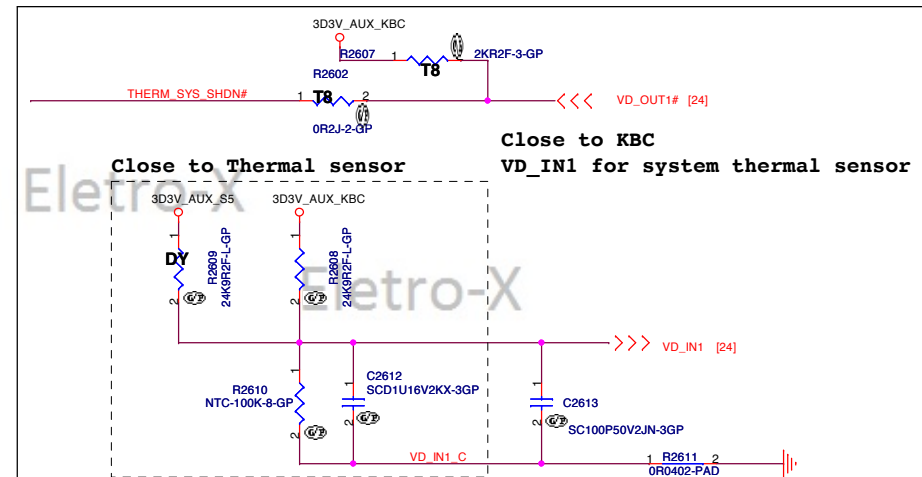 3D3V_AUX_KBC
R2607 1 2 2KR2F-3-GP
T8
R2602
THERM_SYS_SHDN# 1 T8 2 VD_OUT1# [24]
0R2J-2-GP
Close to KBC
Close to Thermal sensor VD_IN1 for system thermal sensor
Eletro-X
3D3V_AUX_S5 3D3V_AUX_KBC
1 DY 2 R2609 24K9R2F-L-GP G/P
1 2 R2608 24K9R2F-L-GP G/P
Eletro-X
VD_IN1 [24]
1 R2610 NTC-100K-8-GP 2 G/P
1 C2612 SCD1U16V2KX-3GP 2 G/P
1 C2613 2 G/P SC100P50V2JN-3GP
VD_IN1_C
1 R2611 2
0R0402-PAD